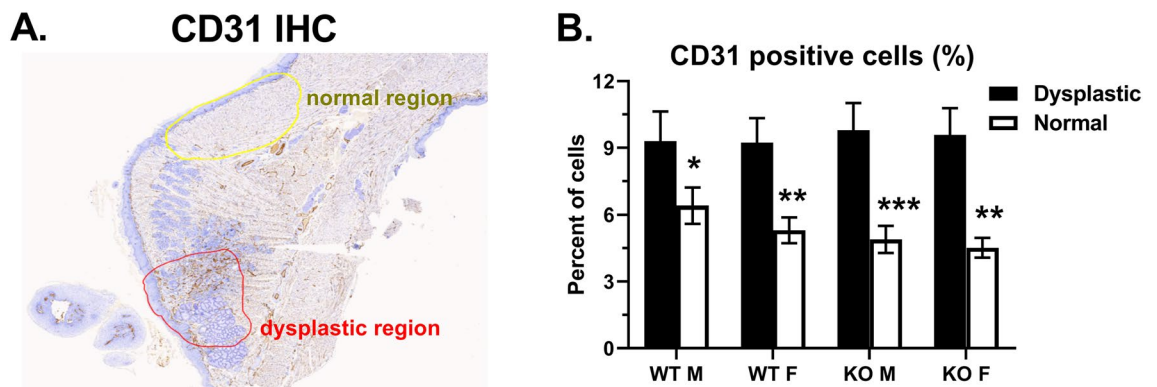 A.
CD31 IHC
normal region
dysplastic region
B.
CD31 positive cells (%)
Percent of cells
12
9
6
3
0
*
**
***
**
WT M
WT F
KO M
KO F
Dysplastic
Normal